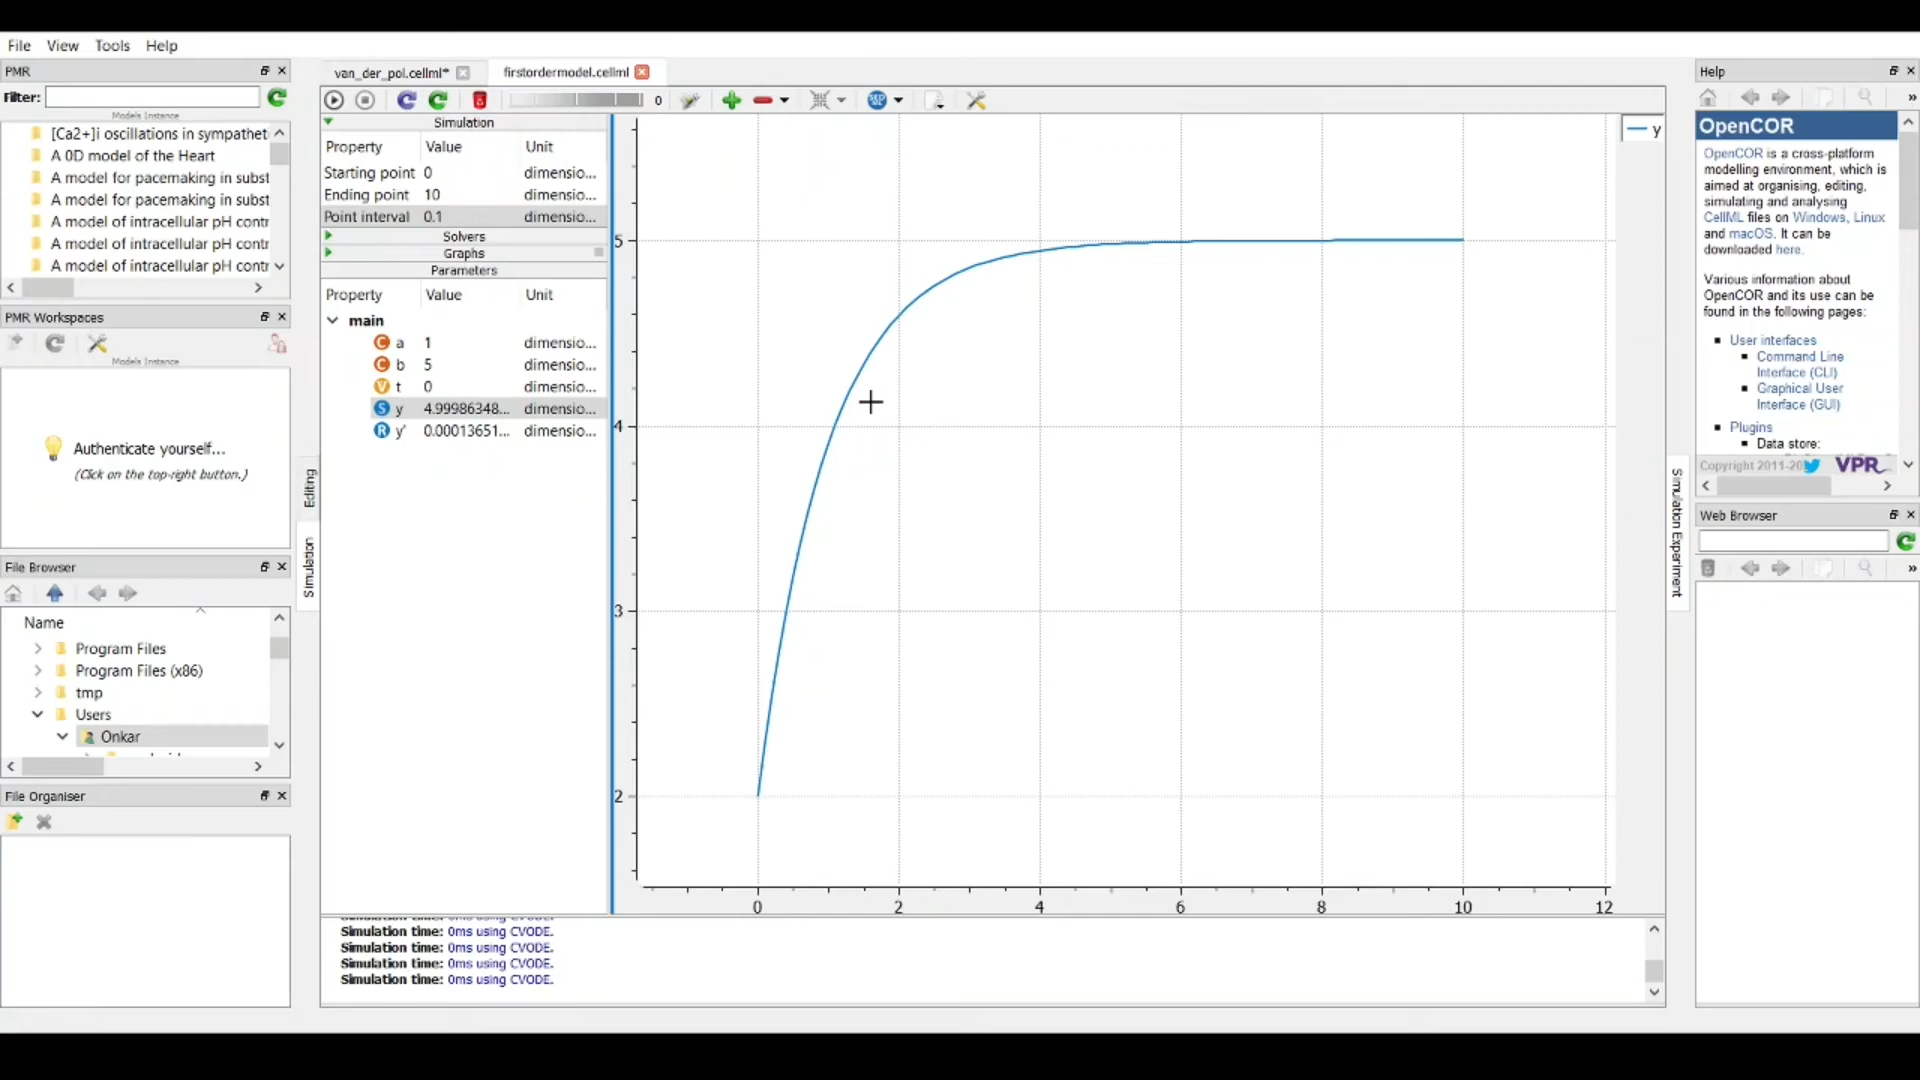 File View Tools Help
PMR
Filter:
Models Instance
[Ca2+]i oscillations in sympathet
A 0D model of the Heart
A model for pacemaking in subst
A model for pacemaking in subst
A model of intracellular pH contr
A model of intracellular pH contr
A model of intracellular pH contr
PMR Workspaces
Models Instance
Authenticate yourself...
(Click on the top-right button.)
File Browser
Name
Program Files
Program Files (x86)
tmp
Users
Onkar
File Organiser
Editing
Simulation
van_der_pol.cellml*
firstordermodel.cellml
0
Simulation
Property Value Unit
Starting point 0 dimensio...
Ending point 10 dimensio...
Point interval 0.1 dimensio...
Solvers
Graphs
Parameters
Property Value Unit
main
C a 1 dimensio...
C b 5 dimensio...
V t 0 dimensio...
S y 4.99986348... dimensio...
R y' 0.00013651... dimensio...
y
5
4
3
2
0 2 4 6 8 10 12
Simulation time: 0ms using CVODE.
Simulation time: 0ms using CVODE.
Simulation time: 0ms using CVODE.
Simulation time: 0ms using CVODE.
Simulation Experiment
Help
»
OpenCOR
OpenCOR is a cross-platform
modelling environment, which is
aimed at organising, editing,
simulating and analysing
CellML files on Windows, Linux
and macOS. It can be
downloaded here.
Various information about
OpenCOR and its use can be
found in the following pages:
User interfaces
Command Line
Interface (CLI)
Graphical User
Interface (GUI)
Plugins
Data store:
Copyright 2011-20
VPR
Web Browser
»